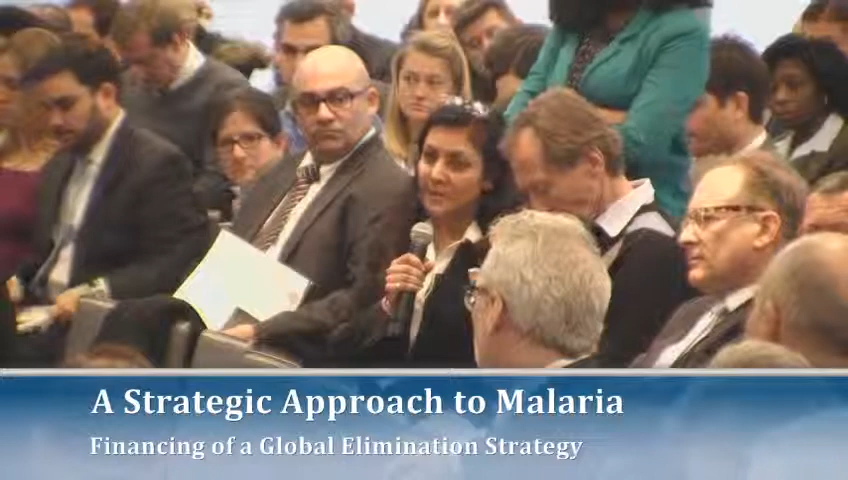 A Strategic Approach to Malaria
Financing of a Global Elimination Strategy